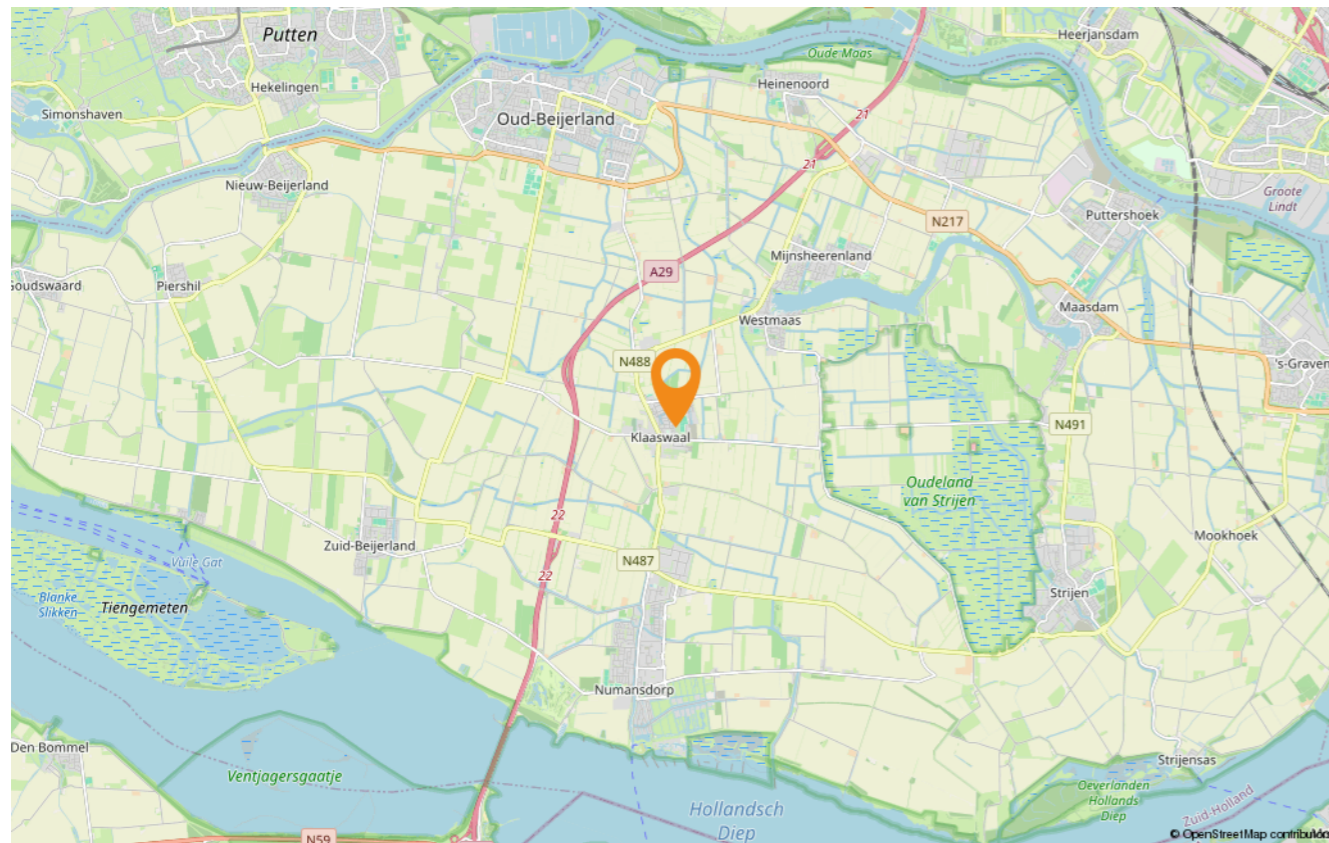 Putten
Heerjansdam
Oude Maas
Hekelingen
Heinenoord
Simonshaven
Oud-Beijerland
21
21
Nieuw-Beijerland
Groote
Lindt
Puttershoek
N217
Mijnsheerenland
A29
Goudswaard
Piershil
Maasdam
Westmaas
N488
's-Graven
N491
Klaaswaal
Oudeland
van Strijen
22
Mookhoek
Zuid-Beijerland
N487
Vuile Gat
22
Strijen
Blanke
Slikken
Tiengemeten
Numansdorp
Den Bommel
Strijensas
Ventjagersgaatje
Oeverlanden
Hollands
Diep
Hollandsch
Diep
Zuid-Holland
N59
© OpenStreetMap contributors